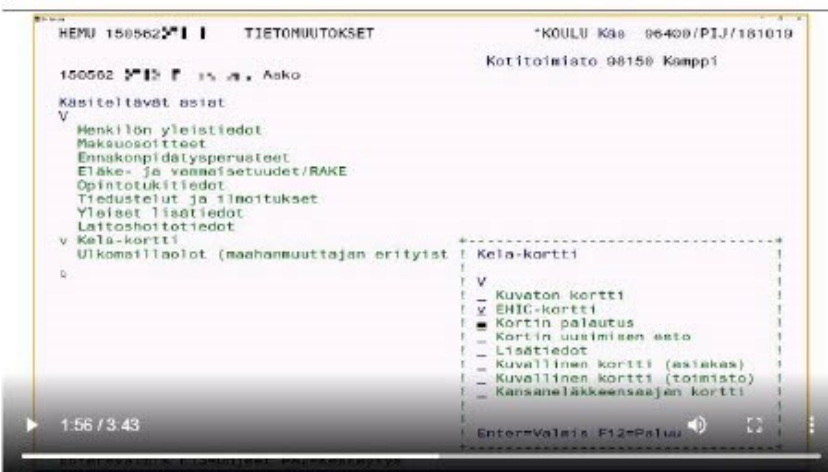 HEMU 150562 TIETOMUUTOKSET *KOULU Käs 06400/PIJ/181019
Kotitoimisto 98150 Kamppi
150562 , Asko
Käsiteltävät asiat
V
Henkilön yleistiedot
Maksuosoitteet
Ennakonpidätysperusteet
Eläke- ja vammaisetuudet/RAKE
Opintotukitiedot
Tiedustelut ja ilmoitukset
Yleiset lisätiedot
Laitoshoitotiedot
v Kela-kortti
Ulkomaillaolot (maahanmuuttajan erityist
! Kela-kortti !
V
_ Kuvaton kortti
v EHIC-kortti
Kortin palautus
_ Kortin uusimisen esto
_ Lisätiedot
_ Kuvallinen kortti (asiakas)
_ Kuvallinen kortti (toimisto)
_ Kansaneläkkeensaajan kortti
Enter=Valmis F12=Paluu
1:56 / 3:43